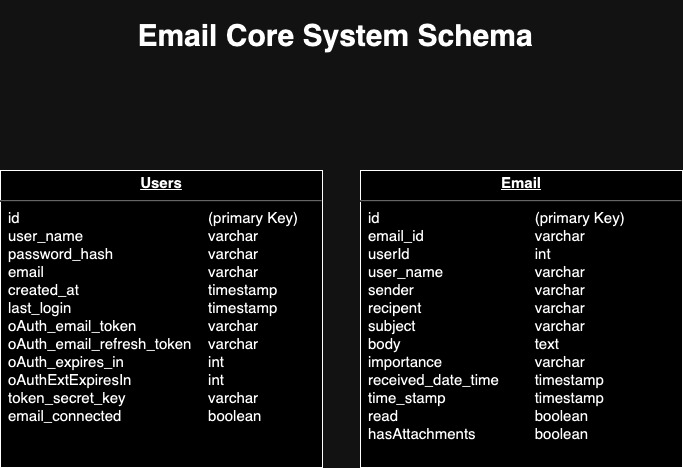 Email Core System Schema
Users
id (primary Key)
user_name varchar
password_hash varchar
email varchar
created_at timestamp
last_login timestamp
oAuth_email_token varchar
oAuth_email_refresh_token varchar
oAuth_expires_in int
oAuthExtExpiresIn int
token_secret_key varchar
email_connected boolean
Email
id (primary Key)
email_id varchar
userId int
user_name varchar
sender varchar
recipent varchar
subject varchar
body text
importance varchar
received_date_time timestamp
time_stamp timestamp
read boolean
hasAttachments boolean